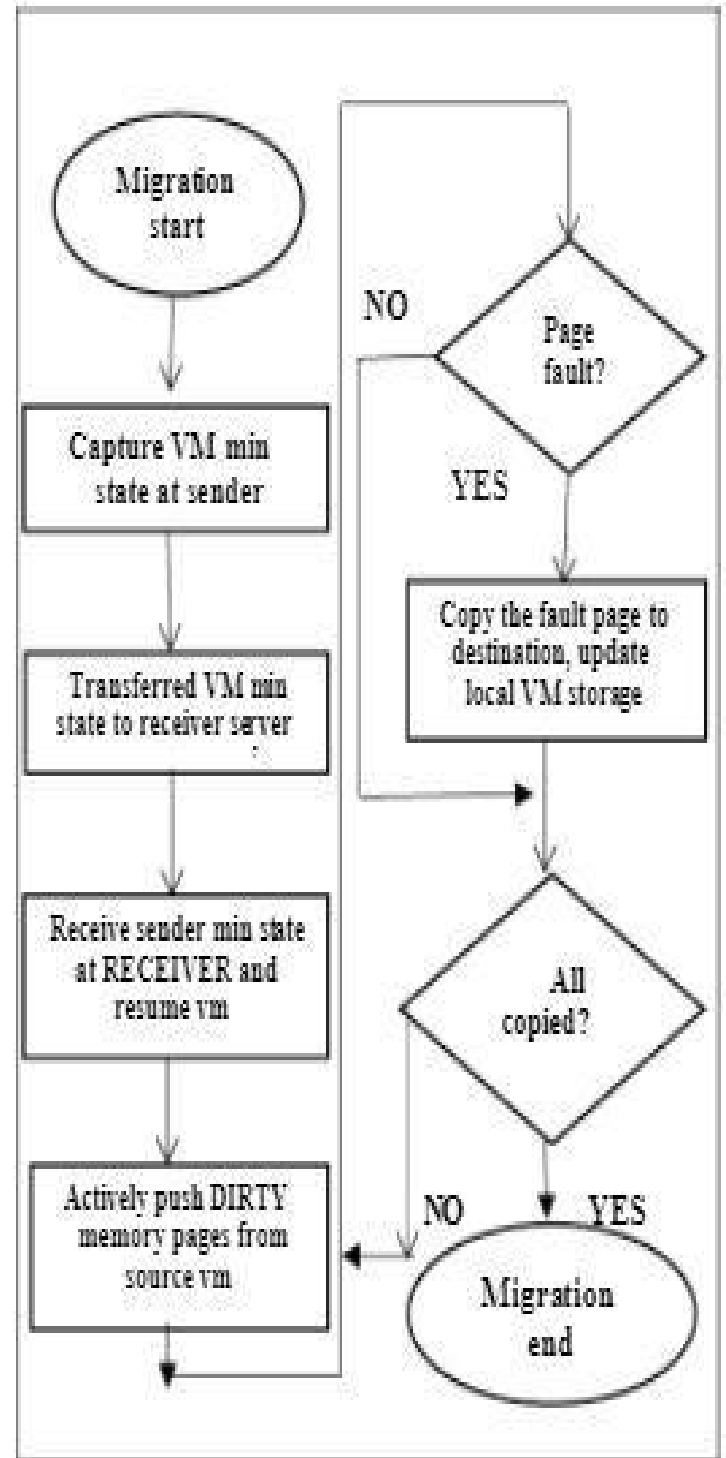 Migration
start
Capture VM min
state at sender
Transferred VM min
state to receiver server
:
Receive sender min state
at RECEIVER and
resume vm
Actively push DIRTY
memory pages from
source vm
Page
fault?
NO
YES
Copy the fault page to
destination, update
local VM storage
All
copied?
NO
YES
Migration
end